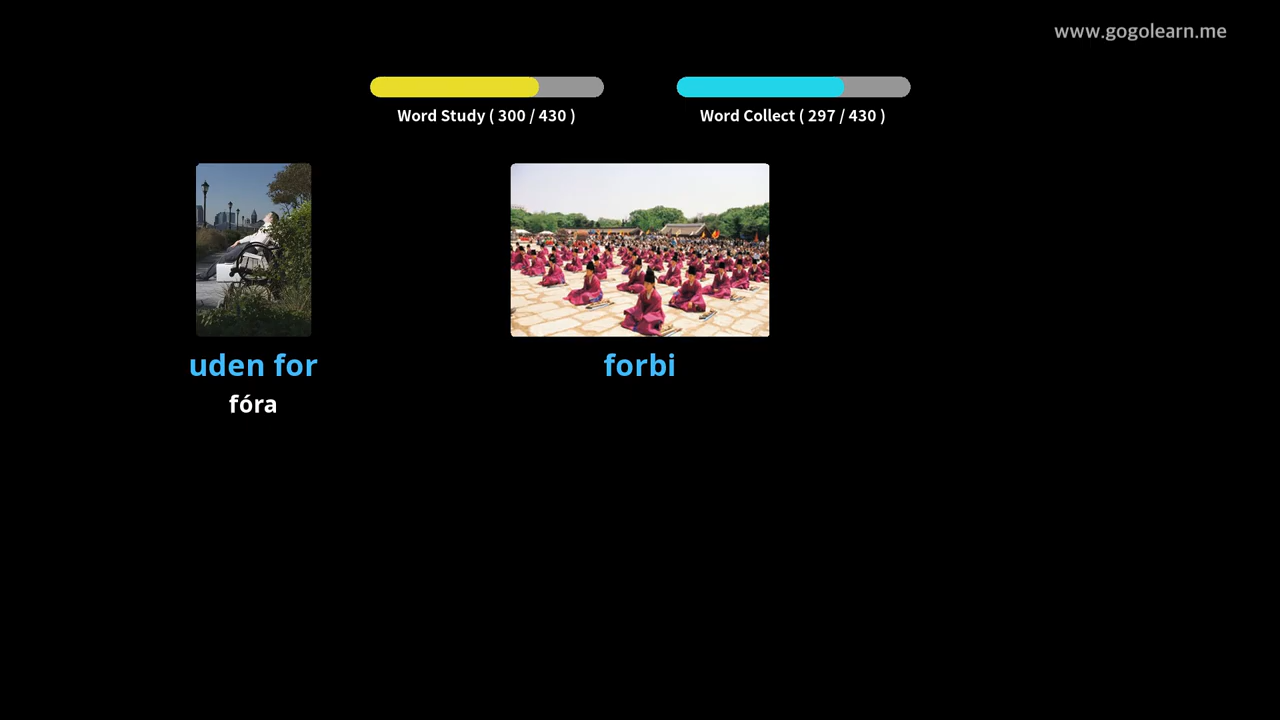 www.gogolearn.me
Word Study ( 300 / 430 )
Word Collect ( 297 / 430 )
uden for
forbi
fóra